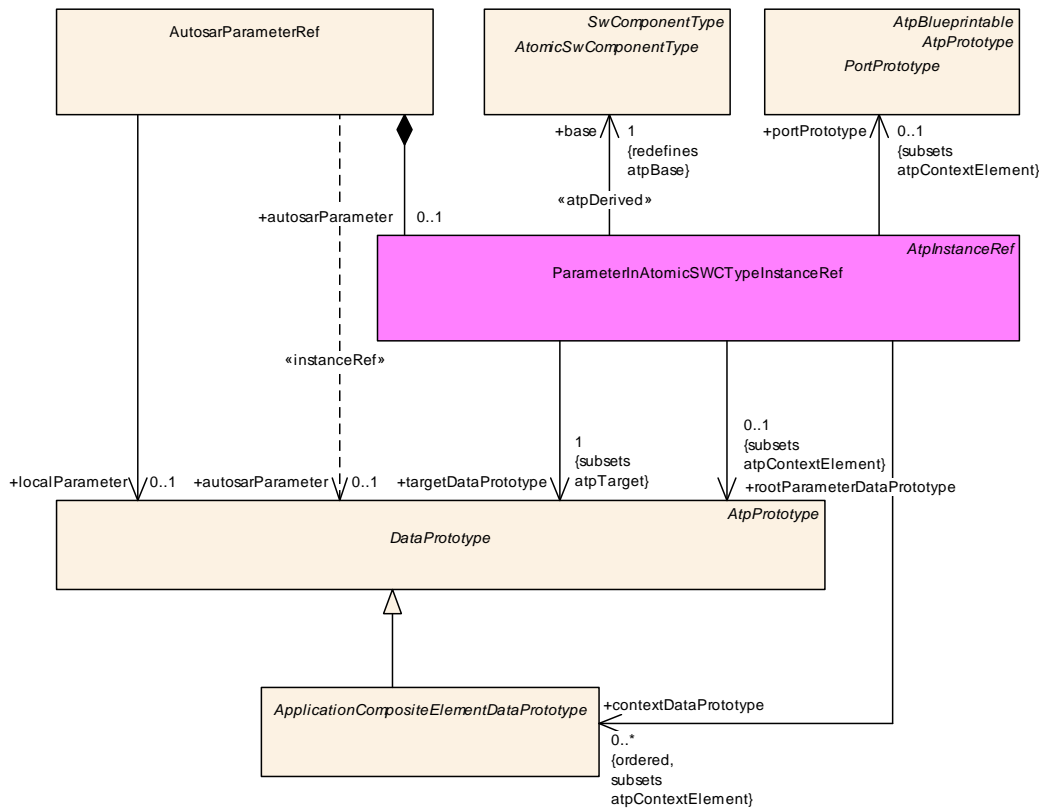 AutosarParameterRef
SwComponentType
AtomicSwComponentType
AtpBlueprintable
AtpPrototype
PortPrototype
+base
1
{redefines
atpBase}
«atpDerived»
+portPrototype
0..1
{subsets
atpContextElement}
+autosarParameter
0..1
AtpInstanceRef
ParameterInAtomicSWCTypeInstanceRef
«instanceRef»
1
{subsets
atpTarget}
0..1
{subsets
atpContextElement}
+localParameter
0..1
+autosarParameter
0..1
+targetDataPrototype
+rootParameterDataPrototype
AtpPrototype
DataPrototype
ApplicationCompositeElementDataPrototype
+contextDataPrototype
0..*
{ordered,
subsets
atpContextElement}